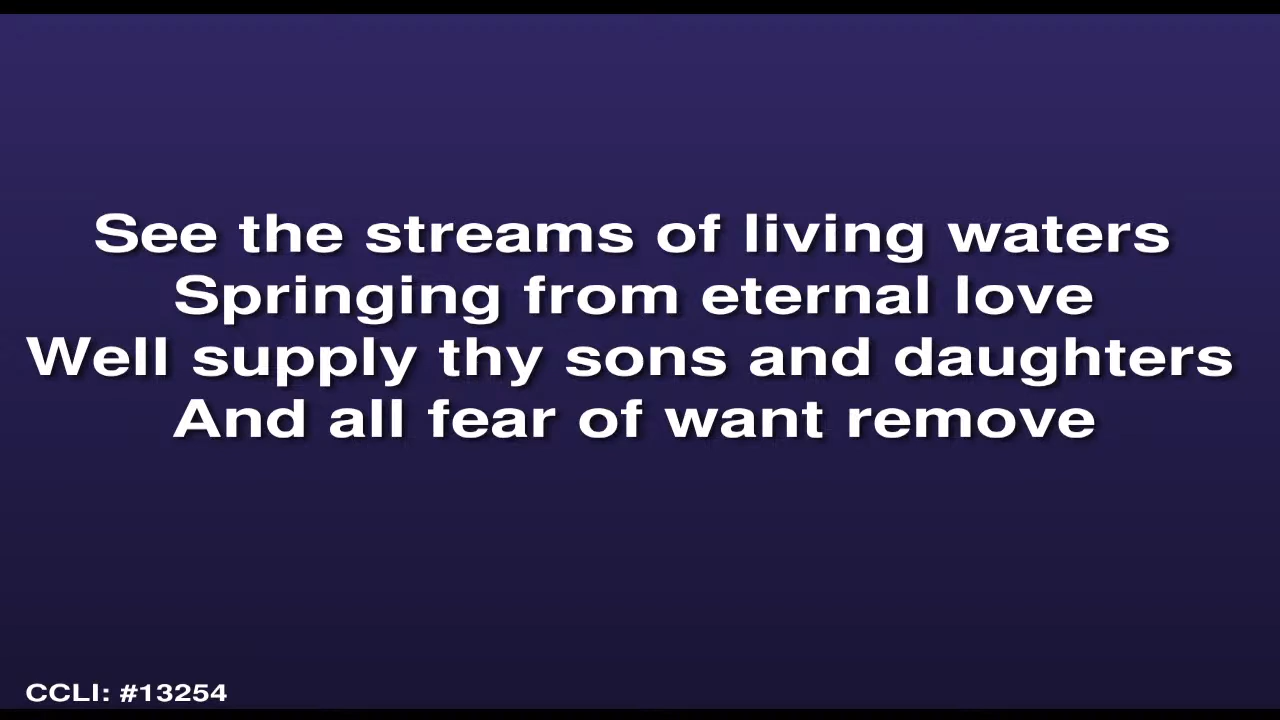 See the streams of living waters
Springing from eternal love
Well supply thy sons and daughters
And all fear of want remove
CCLI: #13254